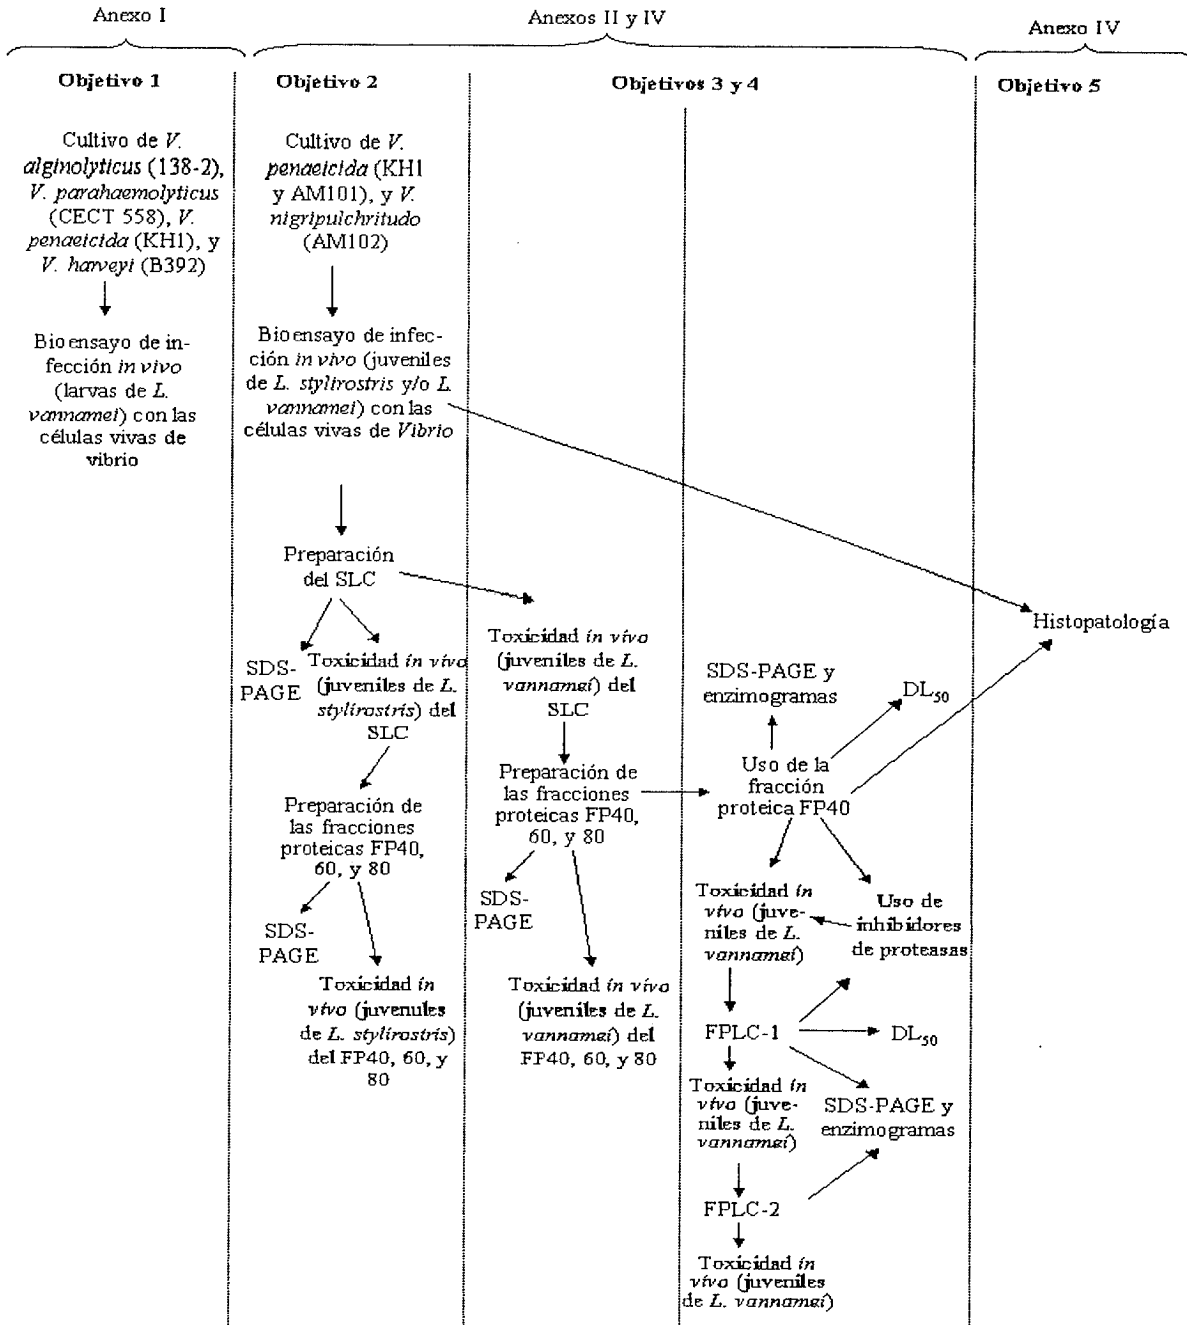 Anexo I
Anexos II y IV
Anexo IV
Objetivo 1
Objetivo 2
Objetivos 3 y 4
Objetivo 5
Cultivo de V.
alginolyticus (138-2),
V. parahaemolyticus
(CECT 558), V.
penaeicida (KH1), y
V. harveyi (B392)
Bioensayo de in-
fección in vivo
(larvas de L.
vannamei) con las
células vivas de
vibrio
Cultivo de V.
penaeicida (KH1
y AM101), y V.
nigripulchritudo
(AM102)
Bioensayo de infec-
ción in vivo (juveniles
de L. stylirostris y/o L.
vannamei) con las
células vivas de Vibrio
Preparación
del SLC
SDS-
PAGE
Toxicidad in vivo
(juveniles de L.
stylirostris) del
SLC
Preparación de
las fracciones
proteicas FP40,
60, y 80
SDS-
PAGE
Toxicidad in
vivo (juvenules
de L. stylirostris)
del FP40, 60, y
80
Toxicidad in vivo
(juveniles de L.
vannamei) del
SLC
Preparación de
las fracciones
proteicas FP40,
60, y 80
SDS-
PAGE
Toxicidad in vivo
(juveniles de L.
vannamei) del
FP40, 60, y 80
SDS-PAGE y
enzimogramas
DL50
Uso de la
fracción
proteica FP40
Toxicidad in
vivo (juve-
niles de L.
vannamei)
Uso de
inhibidores
de proteasas
FPLC-1
DL50
Toxicidad in
vivo (juve-
niles de L.
vannamei)
SDS-PAGE y
enzimogramas
FPLC-2
Toxicidad in
vivo (juveniles
de L. vannamei)
Histopatología